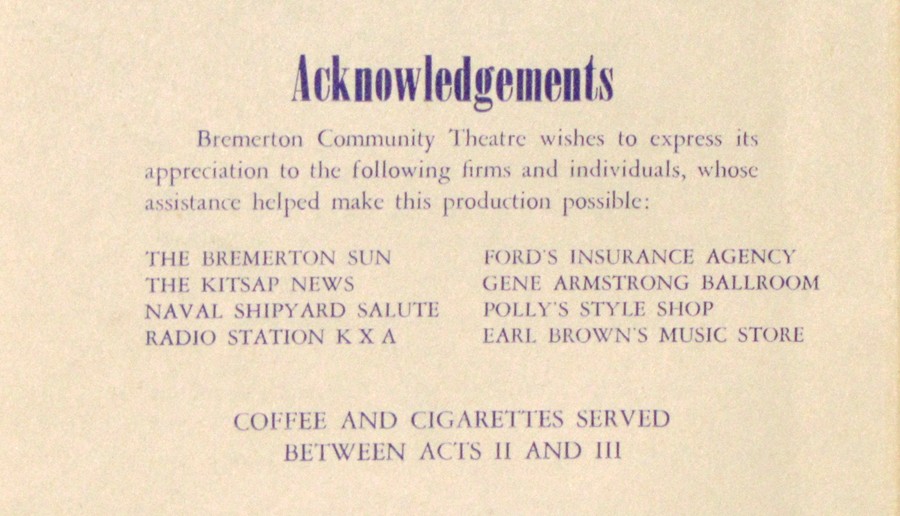 Acknowledgements
Bremerton Community Theatre wishes to express its
appreciation to the following firms and individuals, whose
assistance helped make this production possible:
THE BREMERTON SUN
THE KITSAP NEWS
NAVAL SHIPYARD SALUTE
RADIO STATION K X A
FORD'S INSURANCE AGENCY
GENE ARMSTRONG BALLROOM
POLLY'S STYLE SHOP
EARL BROWN'S MUSIC STORE
COFFEE AND CIGARETTES SERVED
BETWEEN ACTS II AND III